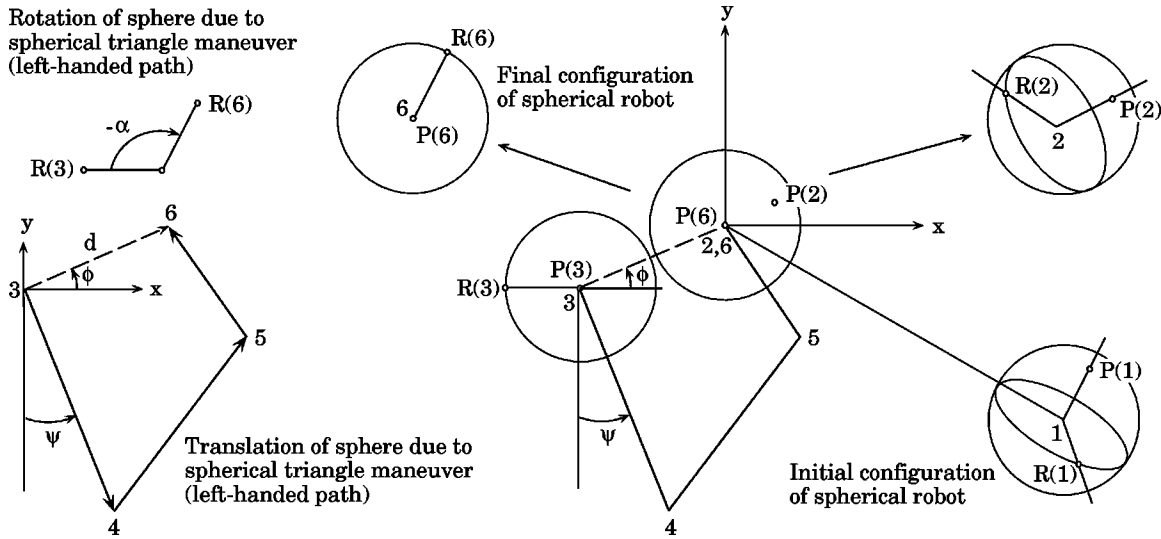 Rotation of sphere due to
spherical triangle maneuver
(left-handed path)
R(6)
-α
R(3)
y
6
d
ϕ
3
x
5
ψ
4
Translation of sphere due to
spherical triangle maneuver
(left-handed path)
R(6)
6
P(6)
Final configuration
of spherical robot
y
P(2)
P(6)
2,6
x
P(3)
ϕ
R(3)
3
5
ψ
4
R(2)
P(2)
2
P(1)
1
R(1)
Initial configuration
of spherical robot